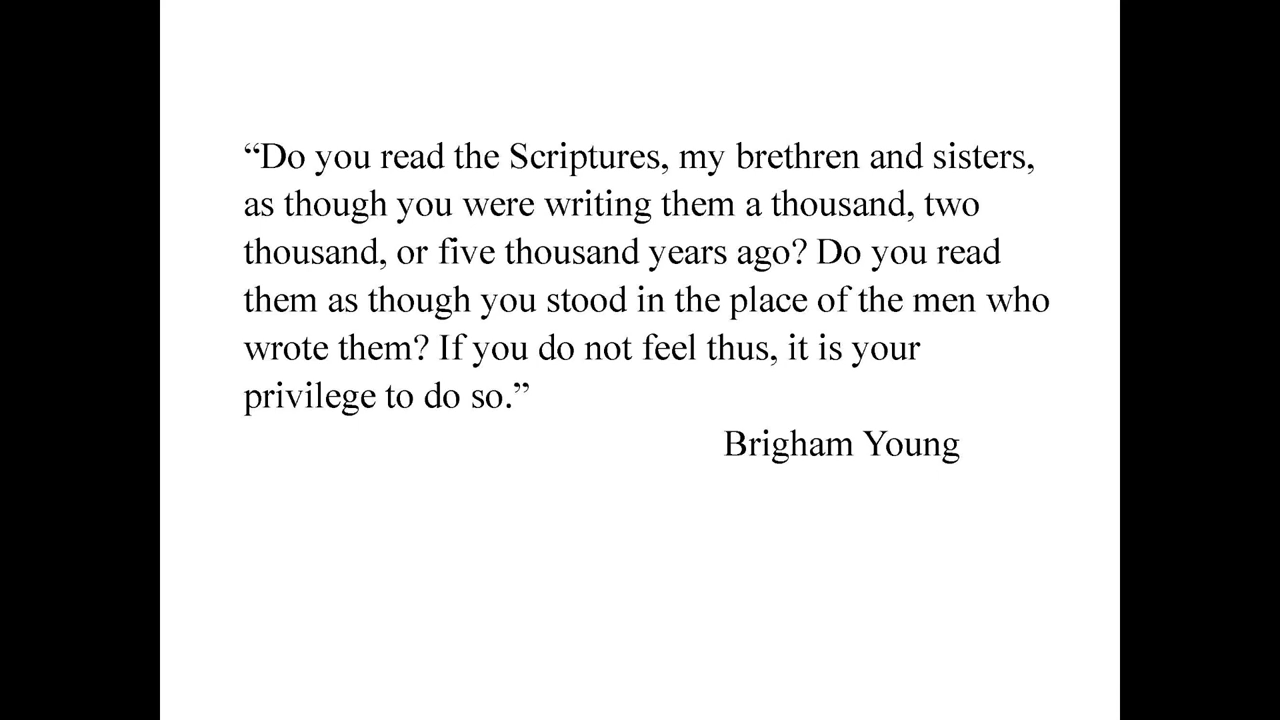 “Do you read the Scriptures, my brethren and sisters,
as though you were writing them a thousand, two
thousand, or five thousand years ago? Do you read
them as though you stood in the place of the men who
wrote them? If you do not feel thus, it is your
privilege to do so.”
Brigham Young